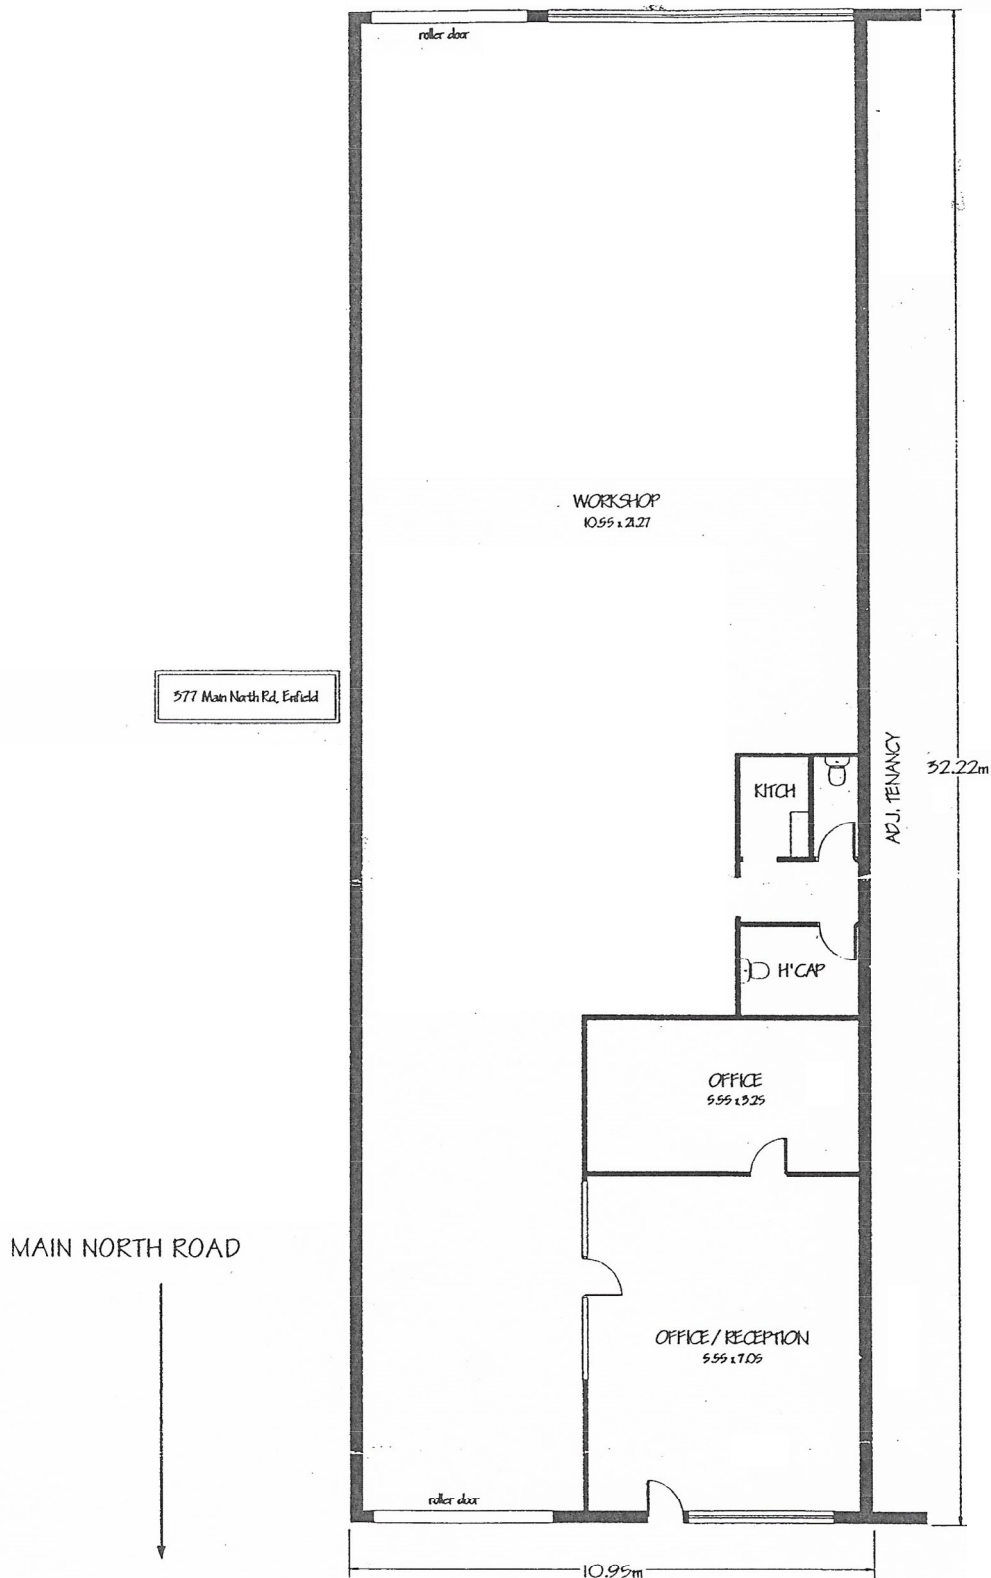 roller door
WORKSHOP
10.55 x 21.27
377 Main North Rd, Enfield
KITCH
ADJ. TENANCY
32.22m
H'CAP
OFFICE
5.55 x 3.25
MAIN NORTH ROAD
OFFICE / RECEPTION
5.55 x 7.05
roller door
10.95m